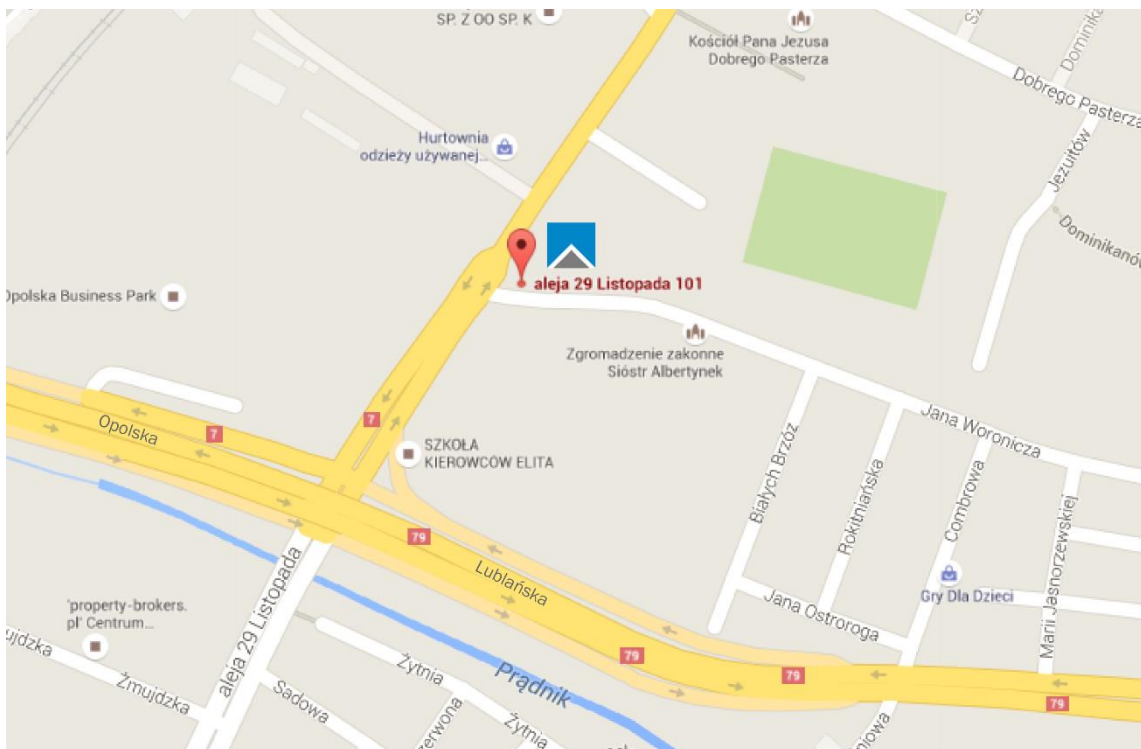 SP. Z OO SP. K
Kościół Pana Jezusa
Dobrego Pasterza
Dobrego Pasterza
Jezuitów
Hurtownia
odzieży używanej...
aleja 29 Listopada 101
Opolska Business Park
Zgromadzenie zakonne
Sióstr Albertynek
7
7
Opolska
SZKOŁA
KIEROWCÓW ELITA
Jana Woronicza
Białych Brzóz
Rokitniańska
Combrowa
Marii Jasnorzewskiej
79
Lublańska
Gry Dla Dzieci
Jana Ostroroga
aleja 29 Listopada
'property-brokers.
pl' Centrum...
Żmujdzka
Sadowa
Żytnia
Żytnia
Prądnik
79
79
79